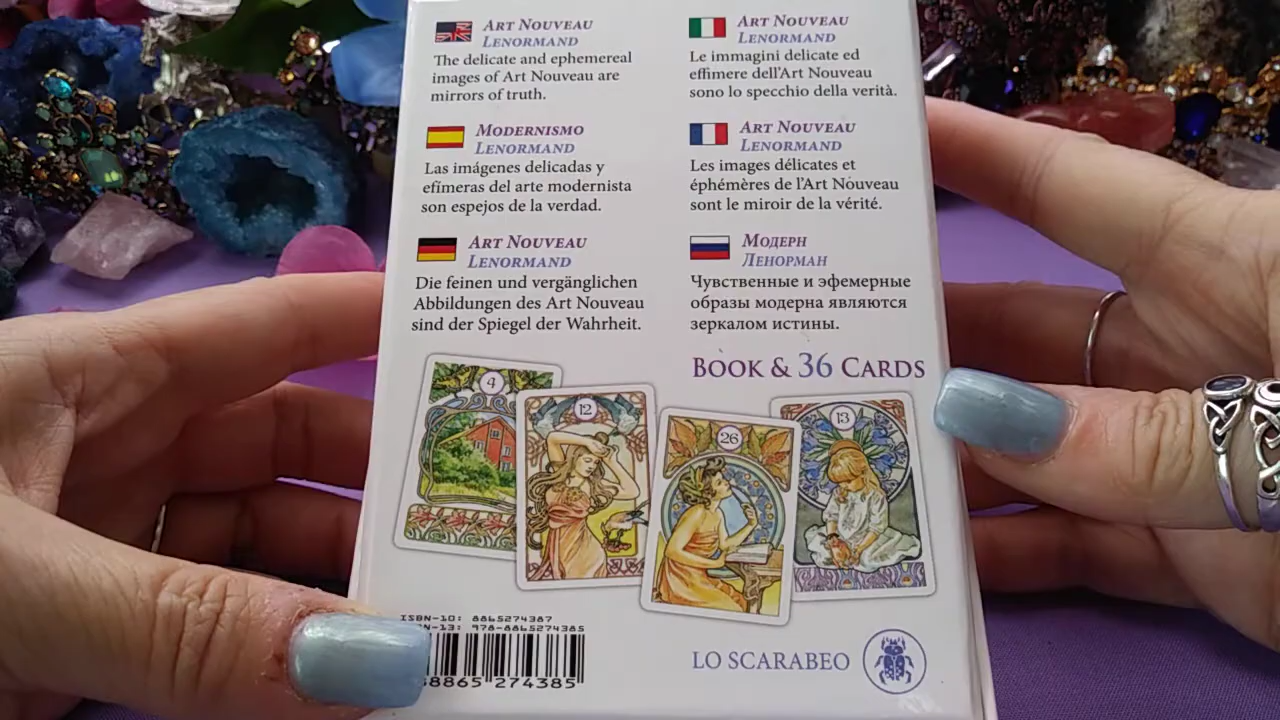 ART NOUVEAU
LENORMAND
The delicate and ephemereal
images of Art Nouveau are
mirrors of truth.
MODERNISMO
LENORMAND
Las imágenes delicadas y
efímeras del arte modernista
son espejos de la verdad.
ART NOUVEAU
LENORMAND
Die feinen und vergänglichen
Abbildungen des Art Nouveau
sind der Spiegel der Wahrheit.
ART NOUVEAU
LENORMAND
Le immagini delicate ed
effimere dell'Art Nouveau
sono lo specchio della verità.
ART NOUVEAU
LENORMAND
Les images délicates et
éphémères de l'Art Nouveau
sont le miroir de la vérité.
МОДЕРН
ЛЕНОРМАН
Чувственные и эфемерные
образы модерна являются
зеркалом истины.
BOOK & 36 CARDS
4
12
26
13
ISBN-10: 8865274387
978-8865274385
8865 274385
LO SCARABEO